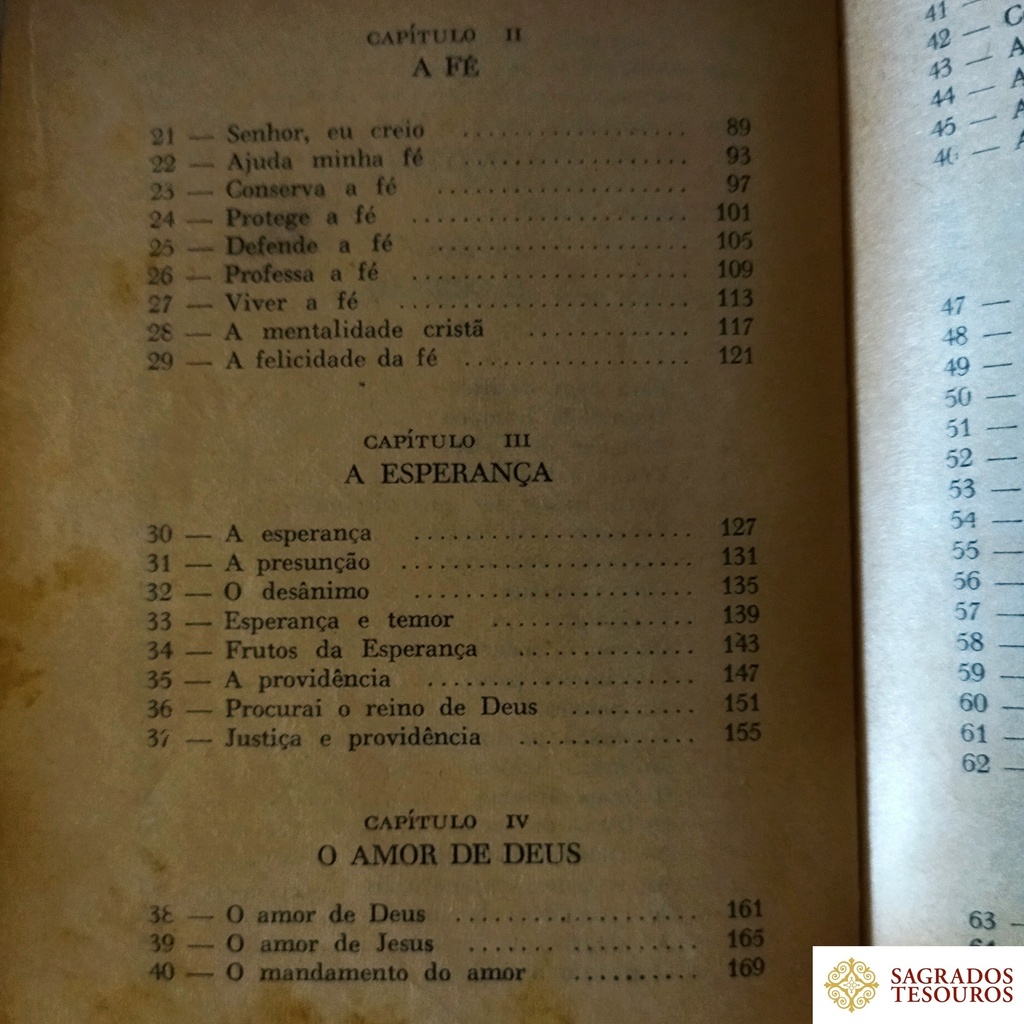 CAPÍTULO II
A FÉ
21 — Senhor, eu creio .................. 89
22 — Ajuda minha fé .................. 93
23 — Conserva a fé .................... 97
24 — Protege a fé ...................... 101
25 — Defende a fé .................... 105
26 — Professa a fé ...................... 109
27 — Viver a fé ....................... 113
28 — A mentalidade cristã ............. 117
29 — A felicidade da fé .................. 121
CAPÍTULO III
A ESPERANÇA
30 — A esperança ...................... 127
31 — A presunção ....................... 131
32 — O desânimo ...................... 135
33 — Esperança e temor ................ 139
34 — Frutos da Esperança .............. 143
35 — A providência ..................... 147
36 — Procurai o reino de Deus .......... 151
37 — Justiça e providência .............. 155
CAPÍTULO IV
O AMOR DE DEUS
38 — O amor de Deus .................... 161
39 — O amor de Jesus ....... .......... 165
40 — O mandamento do amor .......... 169
41 —
42 —
43 — A
44 — A
45 — A
46 — A
47 —
48 —
49 —
50 —
51 —
52 —
53 —
54 —
55 —
56 —
57 —
58 —
59 —
60 —
61 —
62 —
63 —
SAGRADOS
TESOUROS